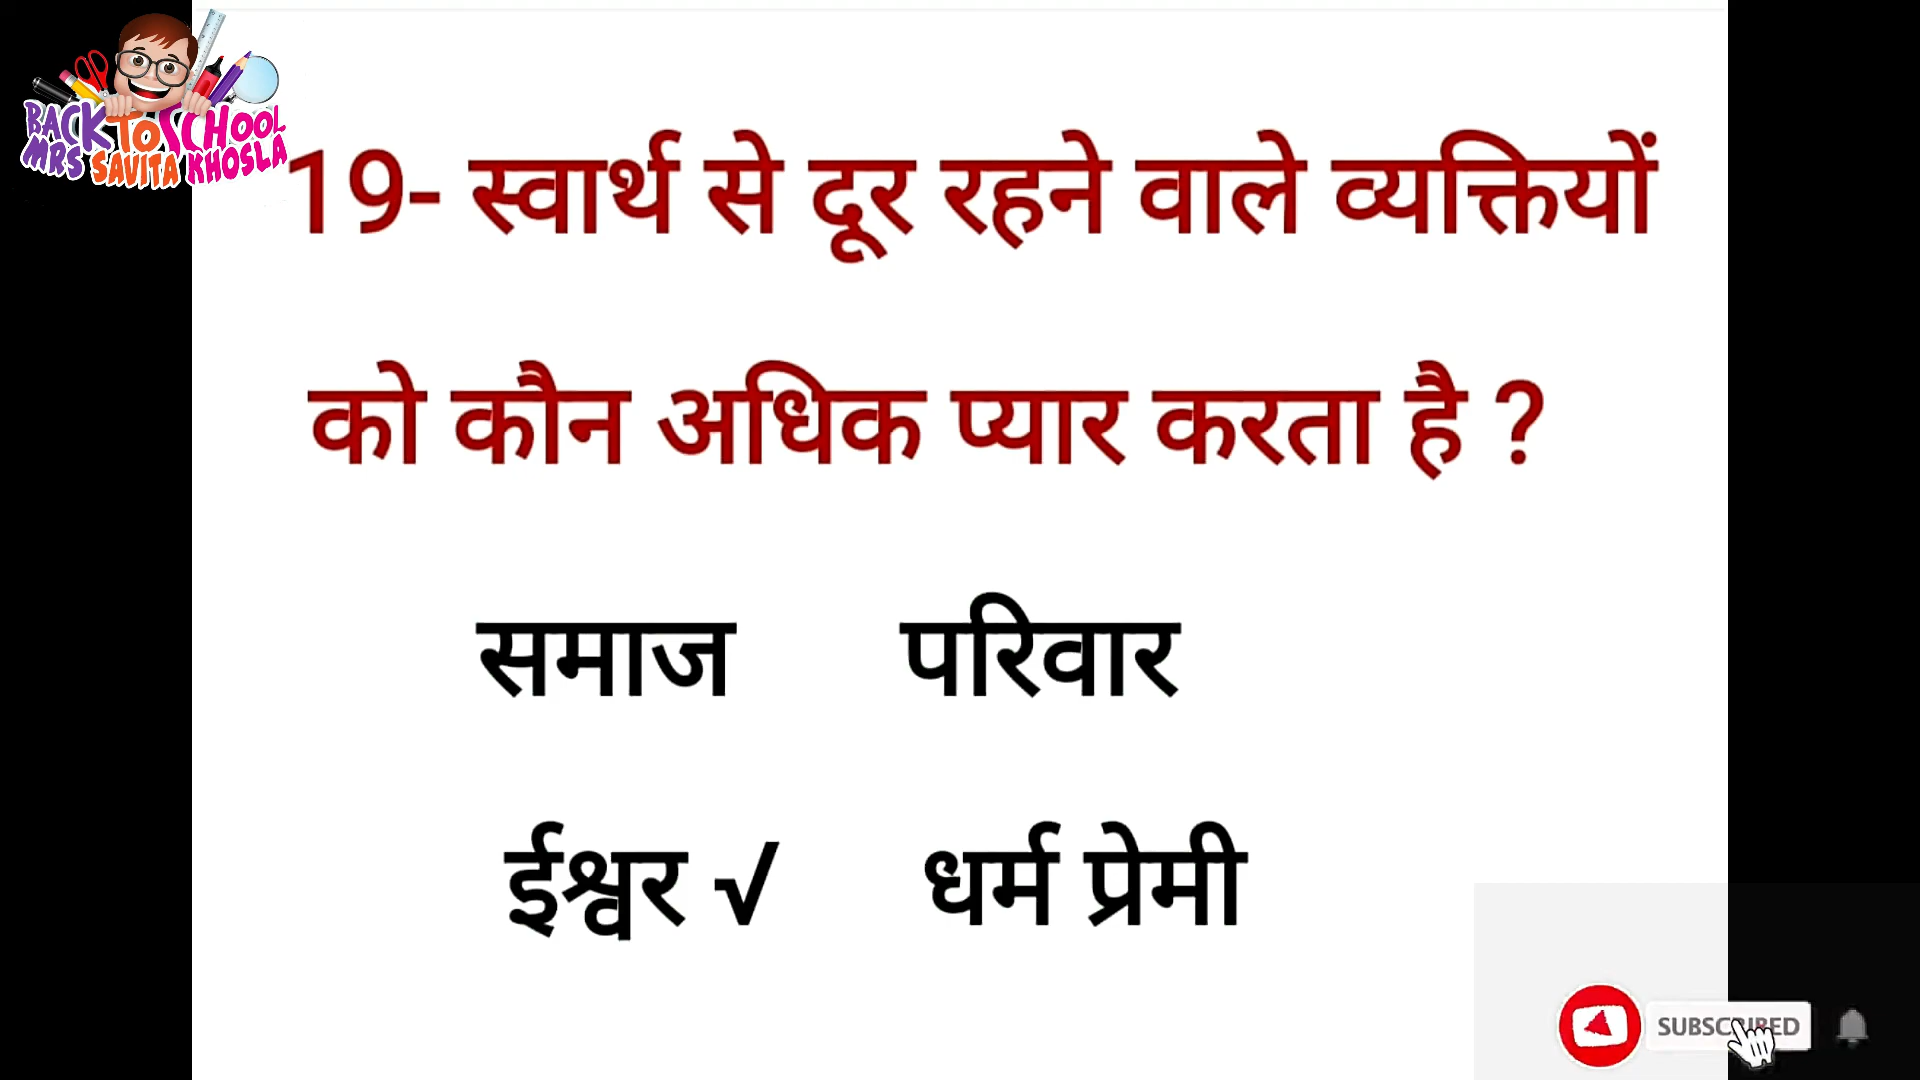 BACK TO SCHOOL
MRS SAVITA KHOSLA
19- स्वार्थ से दूर रहने वाले व्यक्तियों
को कौन अधिक प्यार करता है ?
समाज परिवार
ईश्वर √ धर्म प्रेमी
SUBSCRIBED